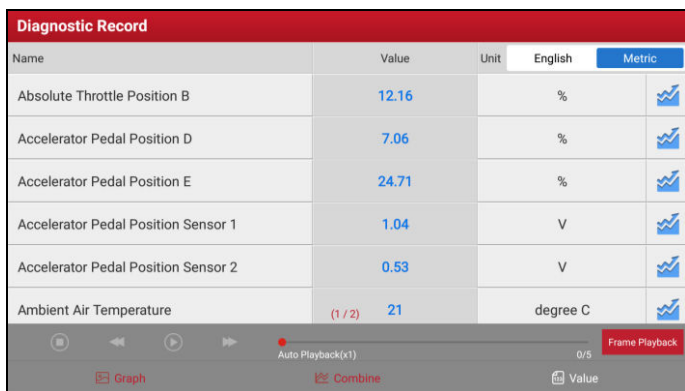 Diagnostic Record
Name Value Unit English Metric
Absolute Throttle Position B 12.16 %
Accelerator Pedal Position D 7.06 %
Accelerator Pedal Position E 24.71 %
Accelerator Pedal Position Sensor 1 1.04 V
Accelerator Pedal Position Sensor 2 0.53 V
Ambient Air Temperature (1 / 2) 21 degree C
Auto Playback(x1) 0/5 Frame Playback
Graph Combine Value